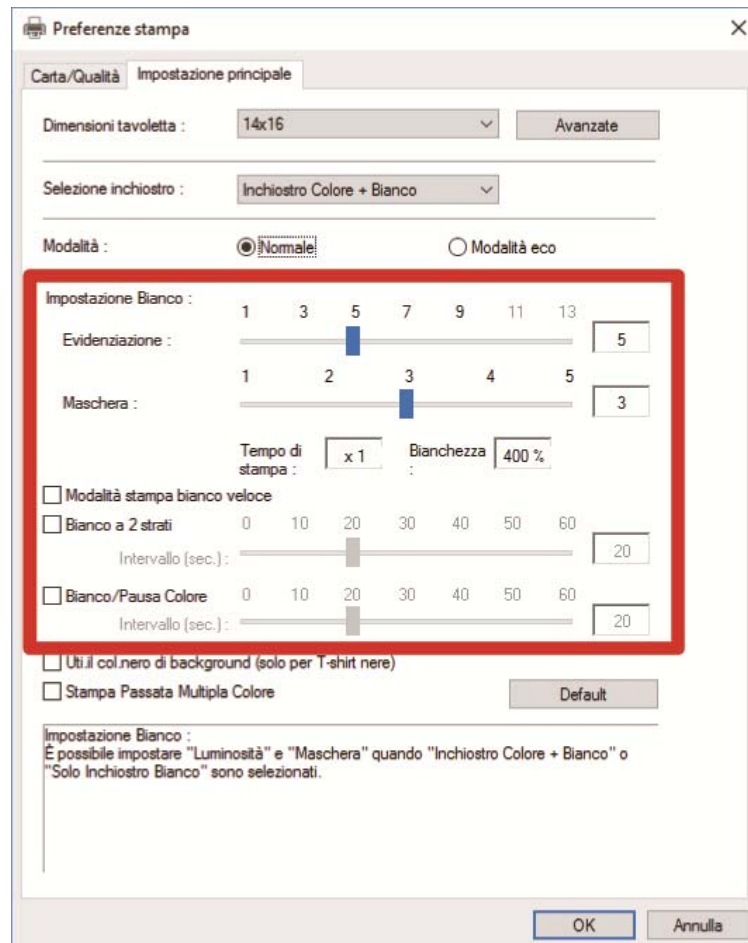 Preferenze stampa
Carta/Qualità Impostazione principale
Dimensioni tavoletta : 14x16 Avanzate
Selezione inchiostro : Inchiostro Colore + Bianco
Modalità : Normale Modalità eco
Impostazione Bianco :
1 3 5 7 9 11 13
Evidenziazione : 5
1 2 3 4 5
Maschera : 3
Tempo di stampa : x 1 Bianchezza : 400 %
Modalità stampa bianco veloce
Bianco a 2 strati 0 10 20 30 40 50 60
Intervallo (sec.) : 20
Bianco/Pausa Colore 0 10 20 30 40 50 60
Intervallo (sec.) : 20
Uti.il col.nero di background (solo per T-shirt nere)
Stampa Passata Multipla Colore Default
Impostazione Bianco :
È possibile impostare "Luminosità" e "Maschera" quando "Inchiostro Colore + Bianco" o
"Solo Inchiostro Bianco" sono selezionati.
OK Annulla